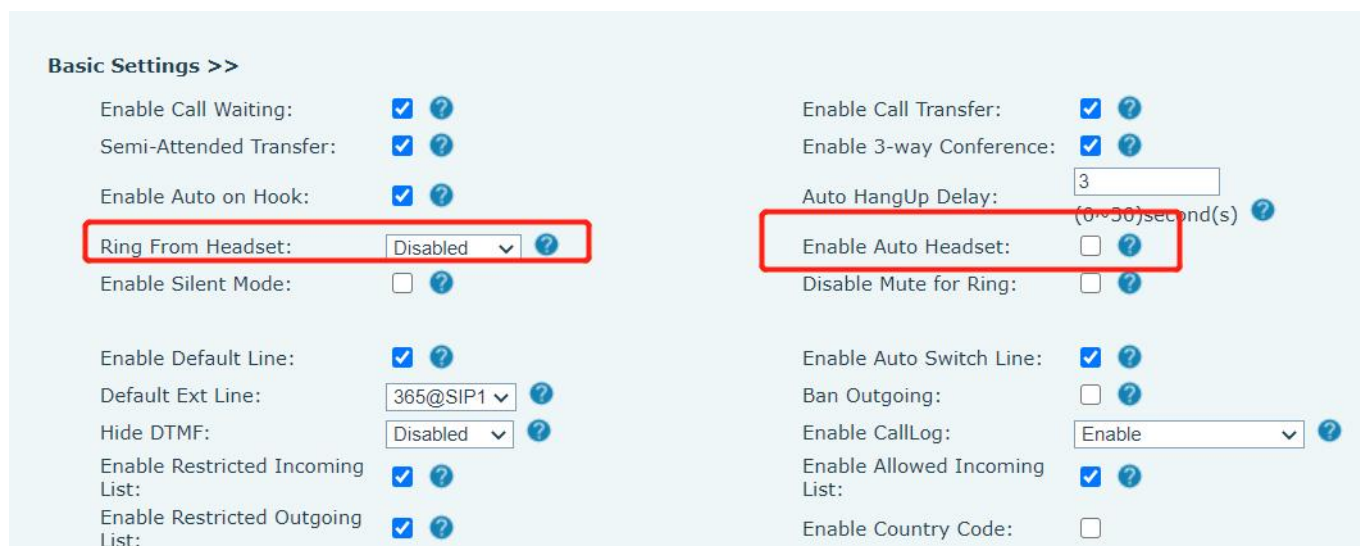 Basic Settings >>
Enable Call Waiting: ? Enable Call Transfer: ?
Semi-Attended Transfer: ? Enable 3-way Conference: ?
Enable Auto on Hook: ? Auto HangUp Delay: 3
(0~30)second(s) ?
Ring From Headset: Disabled ? Enable Auto Headset: ?
Enable Silent Mode: ? Disable Mute for Ring: ?
Enable Default Line: ? Enable Auto Switch Line: ?
Default Ext Line: 365@SIP1 ? Ban Outgoing: ?
Hide DTMF: Disabled ? Enable CallLog: Enable ?
Enable Restricted Incoming
List: ? Enable Allowed Incoming
List: ?
Enable Restricted Outgoing
List: ? Enable Country Code: